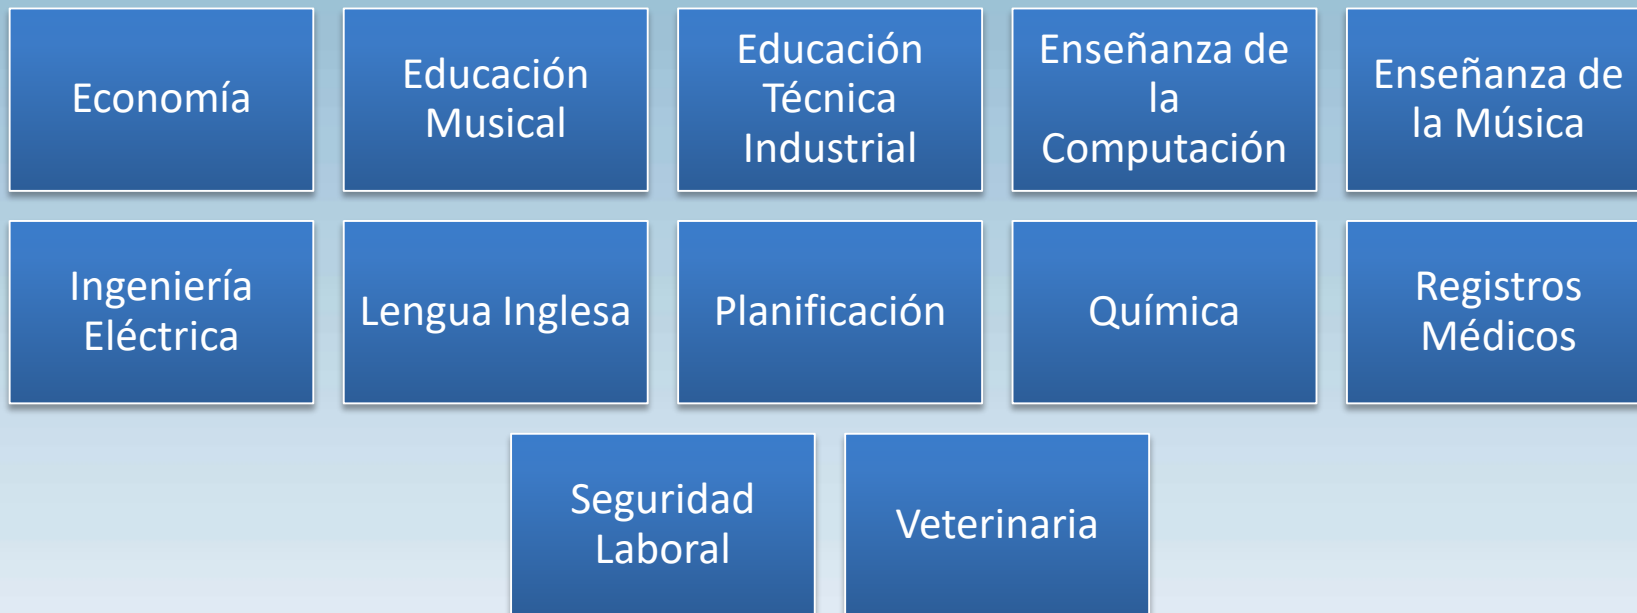 Economía
Educación
Musical
Educación
Técnica
Industrial
Enseñanza de
la
Computación
Enseñanza de
la Música
Ingeniería
Eléctrica
Lengua Inglesa
Planificación
Química
Registros
Médicos
Seguridad
Laboral
Veterinaria